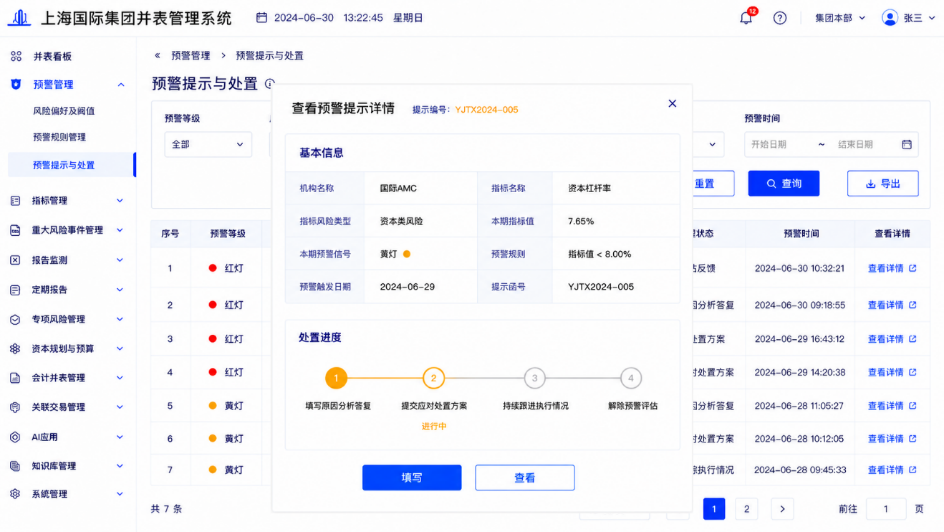 上海国际集团并表管理系统 2024-06-30 13:22:45 星期日 12 集团本部 张三
并表看板
预警管理
风险偏好及阈值
预警规则管理
预警提示与处置
指标管理
重大风险事件管理
报告监测
定期报告
专项风险管理
资本规划与预算
会计并表管理
关联交易管理
AI应用
知识库管理
系统管理
« 预警管理 > 预警提示与处置
预警提示与处置
预警等级
全部
预警时间
开始日期 ~ 结束日期
重置 查询 导出
序号 预警等级 状态 预警时间 查看详情
1 红灯 反馈 2024-06-30 10:32:21 查看详情
2 红灯 因分析答复 2024-06-30 09:18:55 查看详情
3 红灯 处置方案 2024-06-29 16:43:12 查看详情
4 红灯 对处置方案 2024-06-29 14:20:38 查看详情
5 黄灯 因分析答复 2024-06-28 11:05:27 查看详情
6 黄灯 对处置方案 2024-06-28 10:12:05 查看详情
7 黄灯 执行情况 2024-06-28 09:45:33 查看详情
共 7 条 1 2 > 前往 1 页
查看预警提示详情 提示编号: YJTX2024-005
基本信息
机构名称 国际AMC 指标名称 资本杠杆率
指标风险类型 资本类风险 本期指标值 7.65%
本期预警信号 黄灯 预警规则 指标值 < 8.00%
预警触发日期 2024-06-29 提示函号 YJTX2024-005
处置进度
1 2 3 4
填写原因分析答复 提交应对处置方案 持续跟进执行情况 解除预警评估
进行中
填写 查看